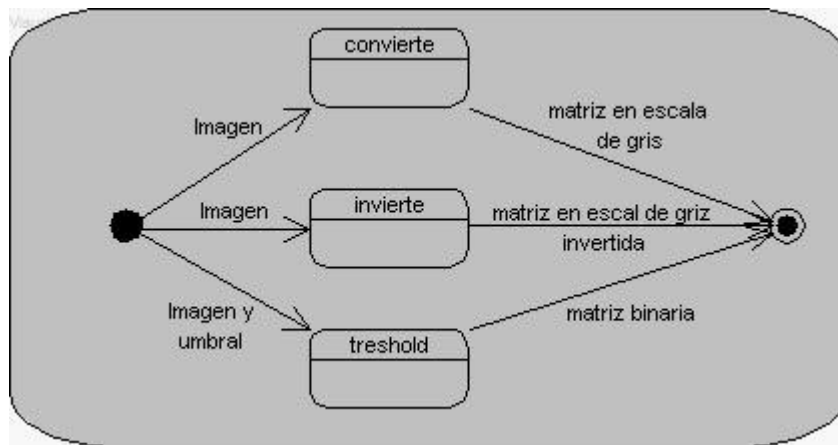 convierte
Imagen
matriz en escala
de gris
Imagen
invierte
matriz en escal de griz
invertida
Imagen y
umbral
treshold
matriz binaria